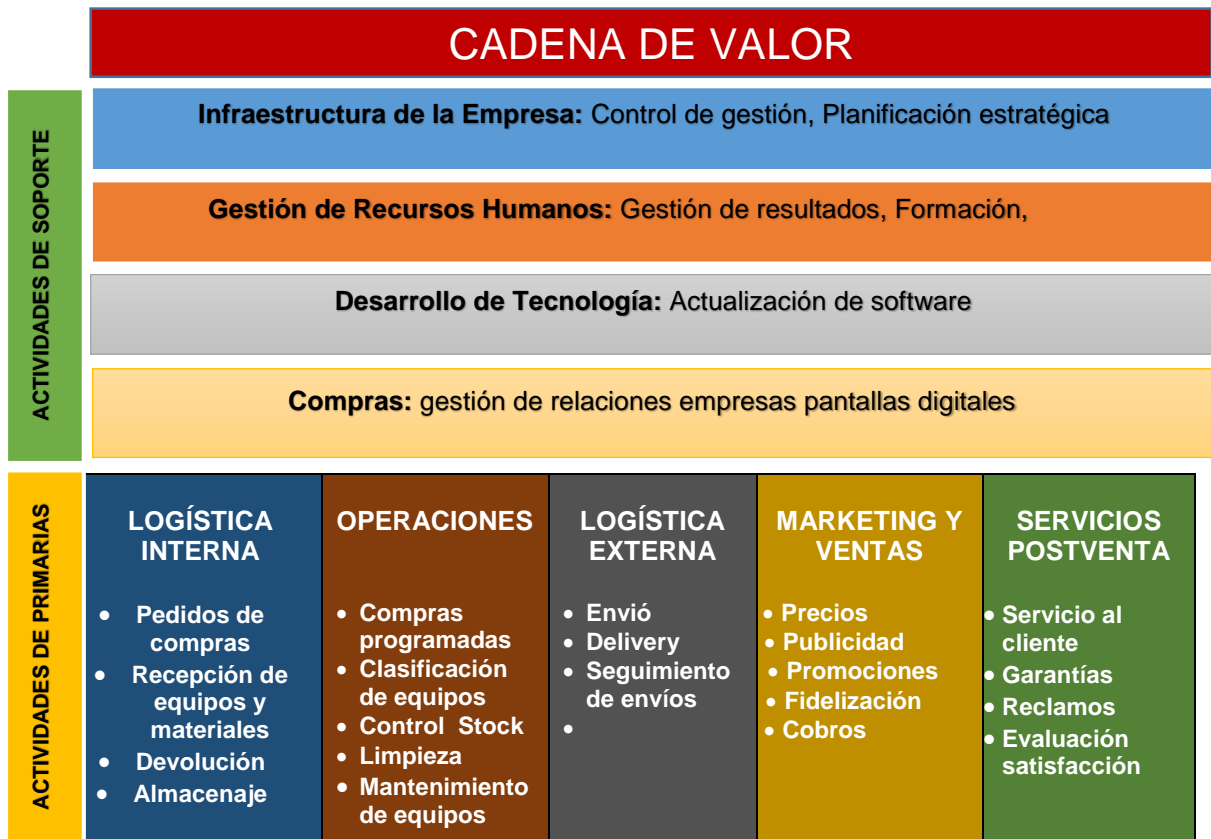 CADENA DE VALOR
ACTIVIDADES DE SOPORTE
Infraestructura de la Empresa: Control de gestión, Planificación estratégica
Gestión de Recursos Humanos: Gestión de resultados, Formación,
Desarrollo de Tecnología: Actualización de software
Compras: gestión de relaciones empresas pantallas digitales
ACTIVIDADES DE PRIMARIAS
LOGÍSTICA
INTERNA
• Pedidos de
compras
• Recepción de
equipos y
materiales
• Devolución
• Almacenaje
OPERACIONES
• Compras
programadas
• Clasificación
de equipos
• Control Stock
• Limpieza
• Mantenimiento
de equipos
LOGÍSTICA
EXTERNA
• Envió
• Delivery
• Seguimiento
de envíos
•
MARKETING Y
VENTAS
• Precios
• Publicidad
• Promociones
• Fidelización
• Cobros
SERVICIOS
POSTVENTA
• Servicio al
cliente
• Garantías
• Reclamos
• Evaluación
satisfacción